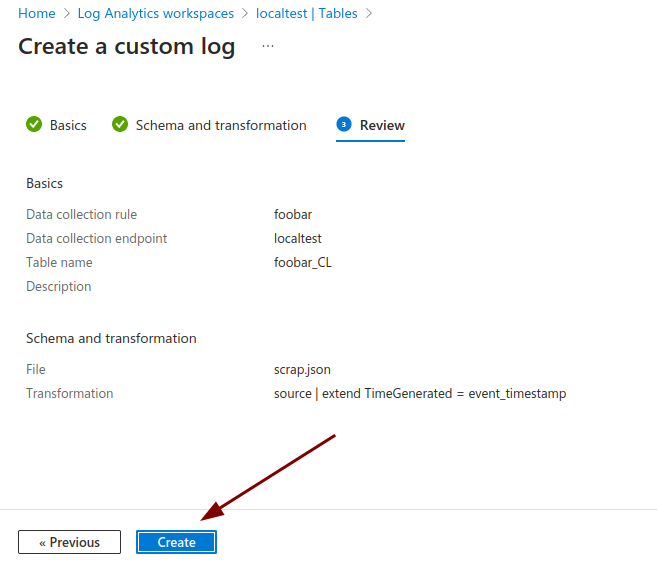 Home > Log Analytics workspaces > localtest | Tables >
Create a custom log ...
Basics Schema and transformation 3 Review
Basics
Data collection rule foobar
Data collection endpoint localtest
Table name foobar_CL
Description
Schema and transformation
File scrap.json
Transformation source | extend TimeGenerated = event_timestamp
« Previous Create